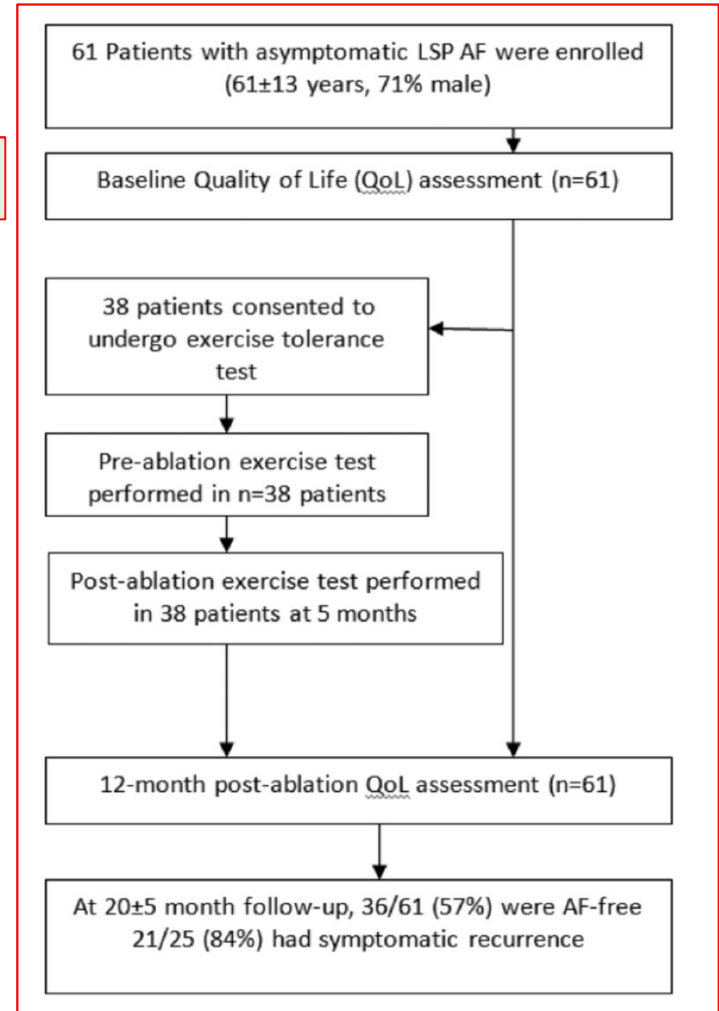 61 Patients with asymptomatic LSP AF were enrolled
(61±13 years, 71% male)
Baseline Quality of Life (QoL) assessment (n=61)
38 patients consented to
undergo exercise tolerance
test
Pre-ablation exercise test
performed in n=38 patients
Post-ablation exercise test performed
in 38 patients at 5 months
12-month post-ablation QoL assessment (n=61)
At 20±5 month follow-up, 36/61 (57%) were AF-free
21/25 (84%) had symptomatic recurrence